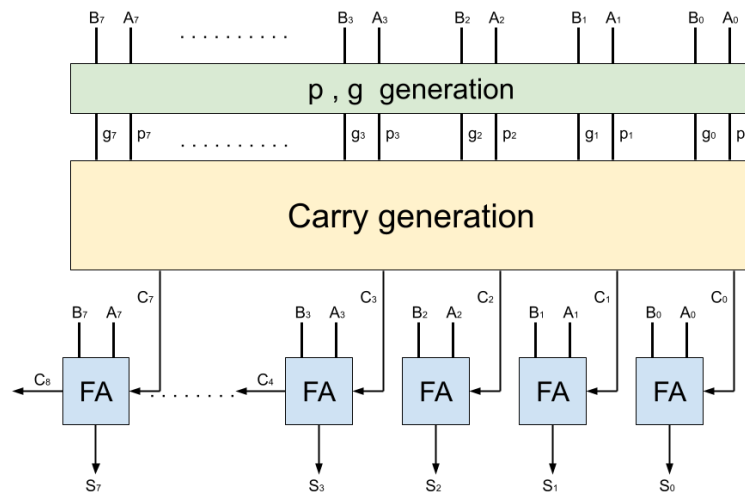 B₇ A₇ . . . . . . . . . . B₃ A₃ B₂ A₂ B₁ A₁ B₀ A₀
p , g generation
g₇ p₇ . . . . . . . . . . g₃ p₃ g₂ p₂ g₁ p₁ g₀ p
Carry generation
C₇ C₃ C₂ C₁ C₀
B₇ A₇ B₃ A₃ B₂ A₂ B₁ A₁ B₀ A₀
C₈ FA . . . . . . . . C₄ FA FA FA FA
S₇ S₃ S₂ S₁ S₀